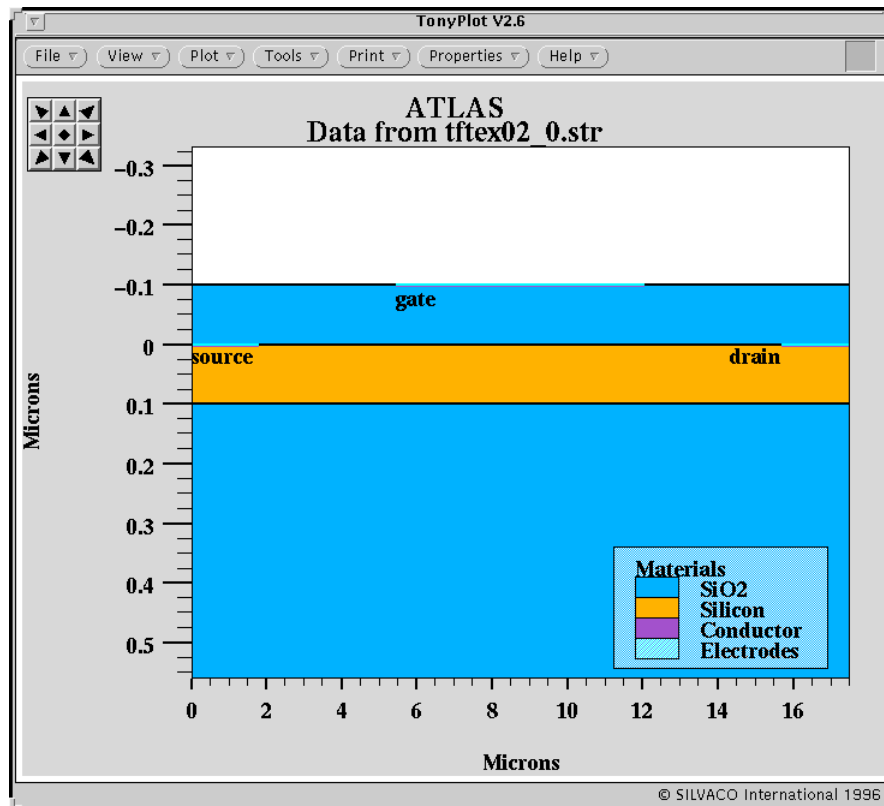 TonyPlot V2.6
File View Plot Tools Print Properties Help
ATLAS
Data from tftex02_0.str
-0.3
-0.2
-0.1
gate
0
source drain
0.1
Microns
0.2
0.3
0.4
0.5
Materials
SiO2
Silicon
Conductor
Electrodes
0 2 4 6 8 10 12 14 16
Microns
© SILVACO International 1996